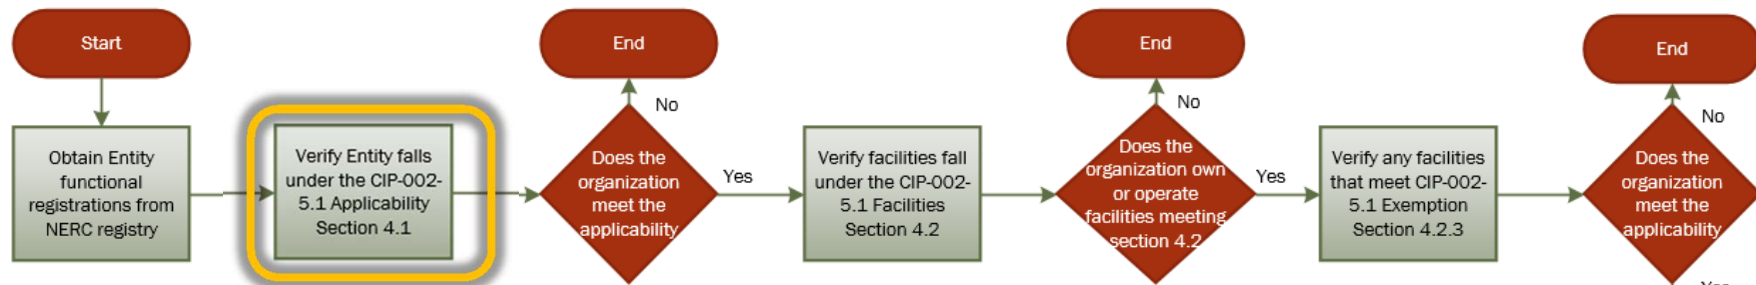 Start
Obtain Entity
functional
registrations from
NERC registry
Verify Entity falls
under the CIP-002-
5.1 Applicability
Section 4.1
End
No
Does the
organization
meet the
applicability
Yes
Verify facilities fall
under the CIP-002-
5.1 Facilities
Section 4.2
End
No
Does the
organization own
or operate
facilities meeting
section 4.2
Yes
Verify any facilities
that meet CIP-002-
5.1 Exemption
Section 4.2.3
End
No
Does the
organization
meet the
applicability
Yes